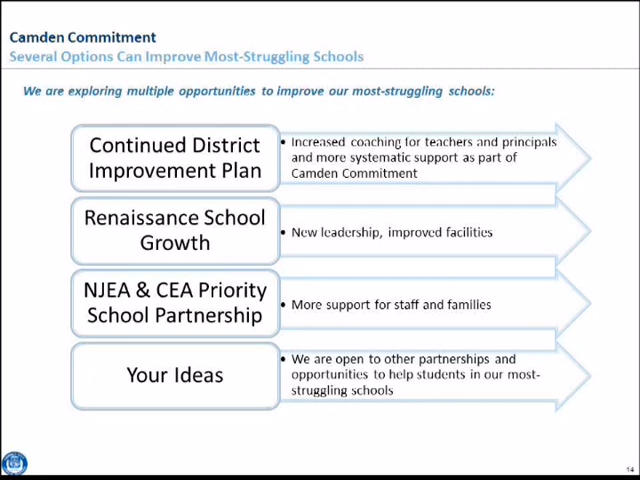 Camden Commitment
Several Options Can Improve Most-Struggling Schools
We are exploring multiple opportunities to improve our most-struggling schools:
Continued District
Improvement Plan
• Increased coaching for teachers and principals
and more systematic support as part of
Camden Commitment
Renaissance School
Growth
• New leadership, improved facilities
NJEA & CEA Priority
School Partnership
• More support for staff and families
Your Ideas
• We are open to other partnerships and
opportunities to help students in our most-
struggling schools
14